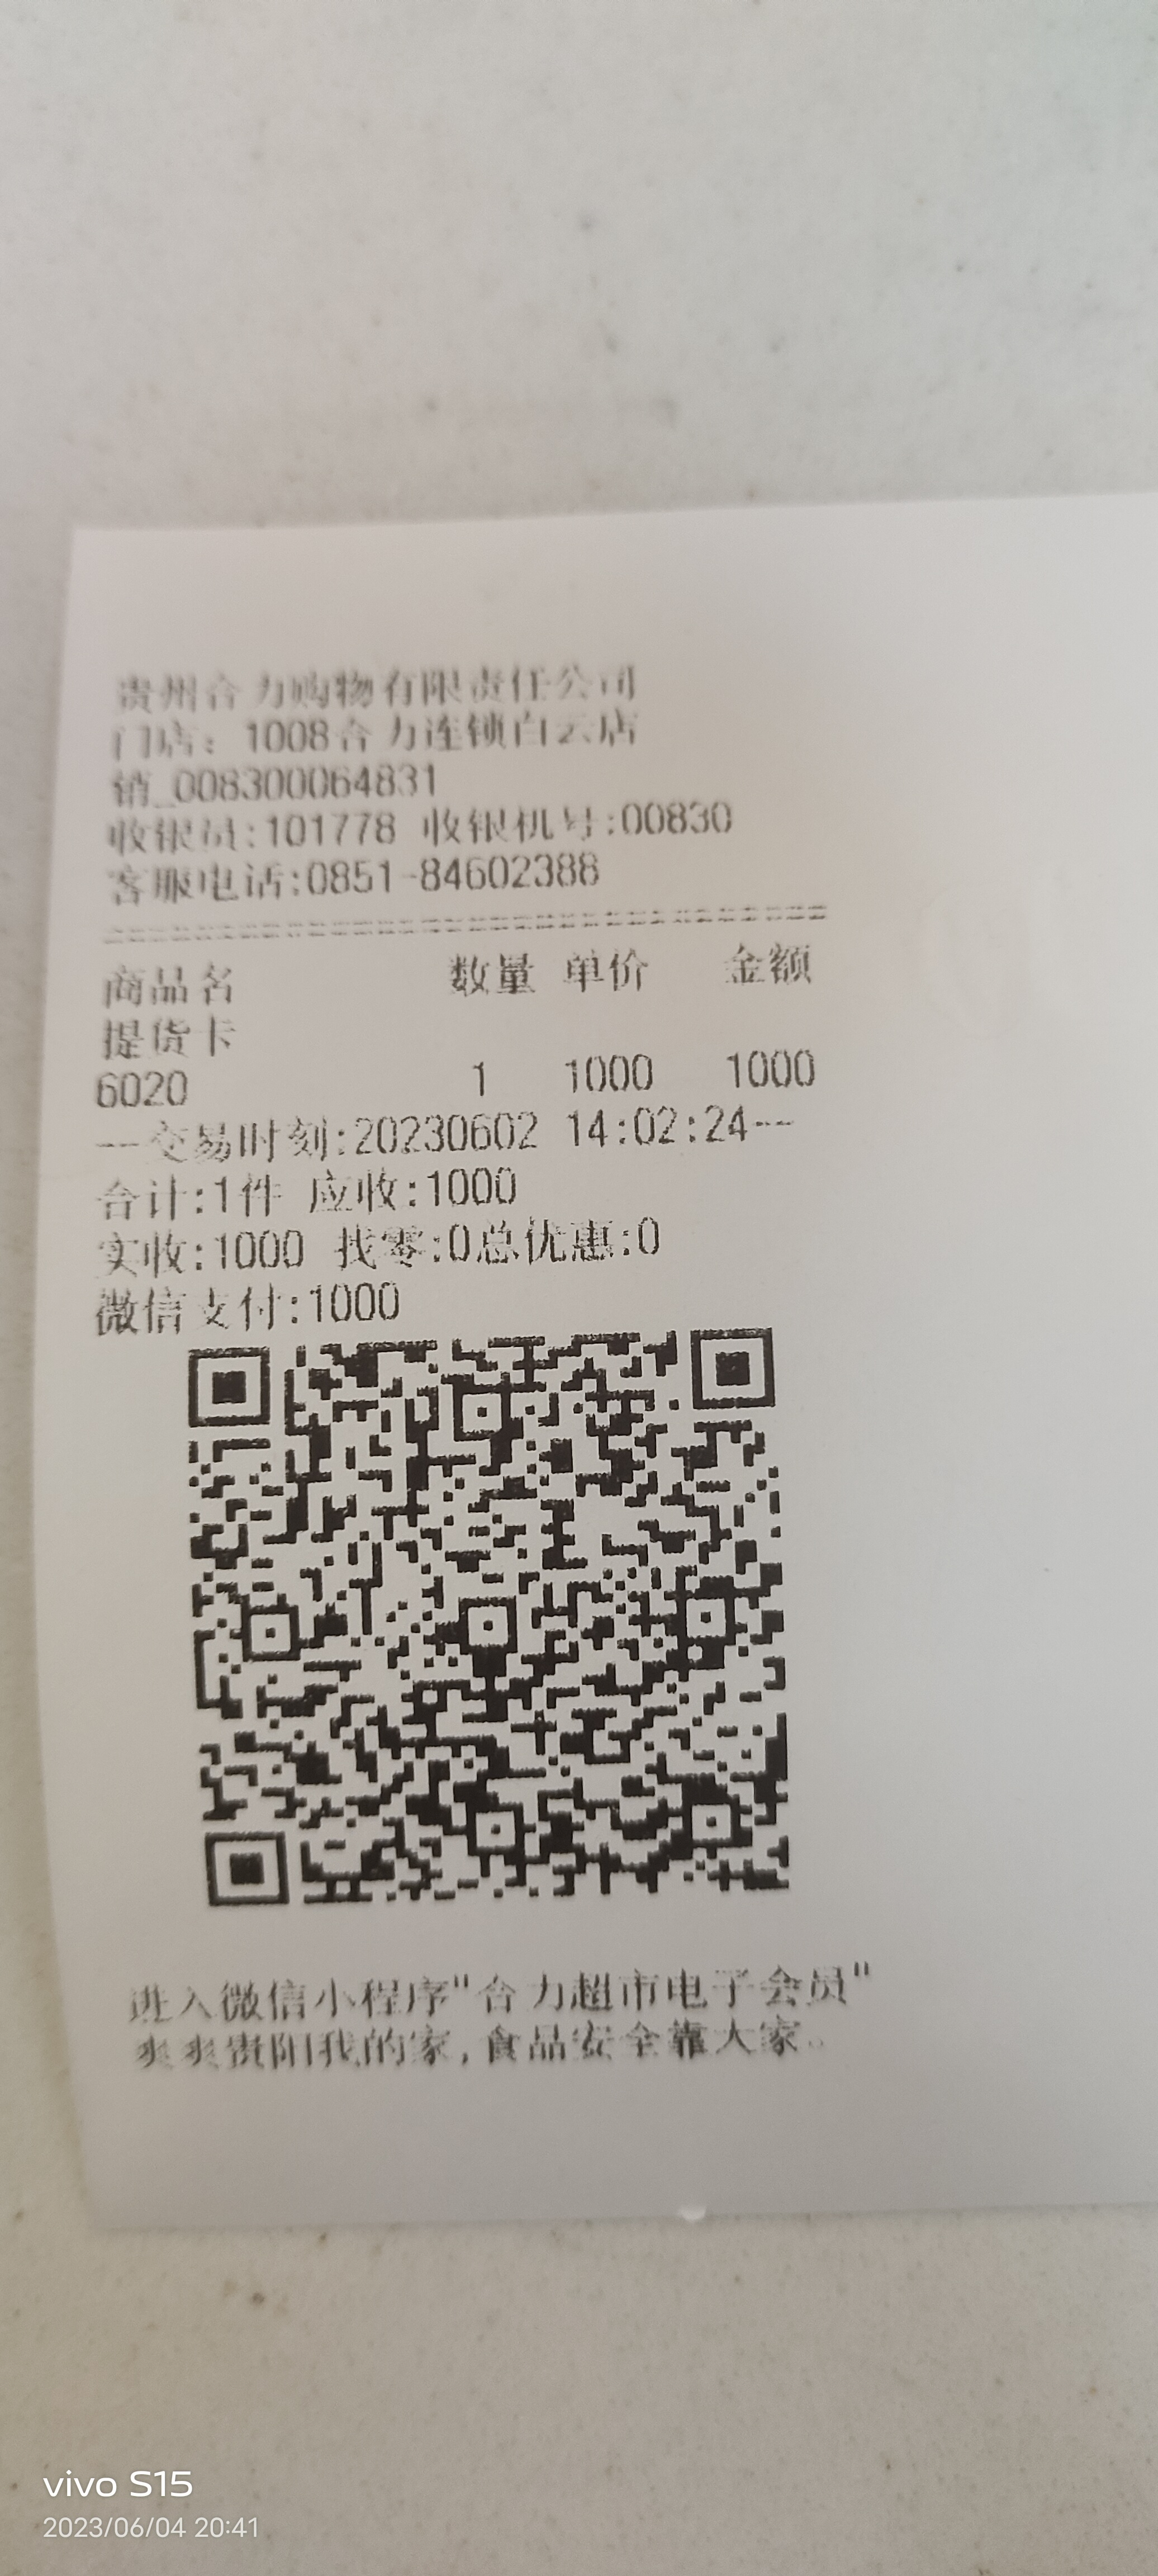 贵州合力购物有限责任公司
门店：1008合力连锁白云店
销_008300064831
收银员:101778 收银机号:00830
客服电话:0851-84602388
商品名 数量 单价 金额
提货卡
6020 1 1000 1000
--交易时刻:20230602 14:02:24--
合计:1件 应收:1000
实收:1000 找零:0总优惠:0
微信支付:1000
进入微信小程序"合力超市电子会员"
爽爽贵阳我的家,食品安全靠大家..
vivo S15
2023/06/04 20:41